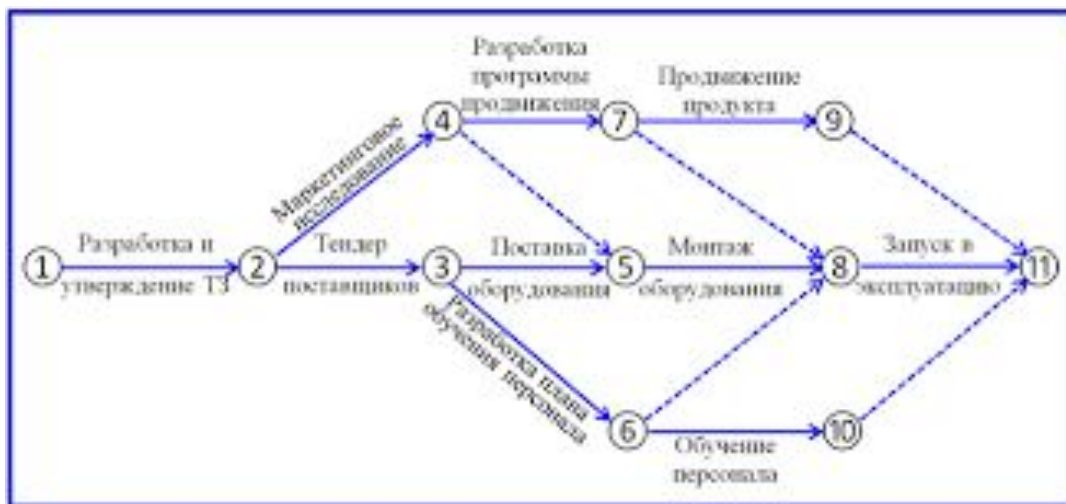 Разработка
программы
продвижения
Продвижение
продукта
4
7
9
Маркетинговое
исследование
Разработка и
утверждение ТЗ
Тендер
поставщиков
Поставка
оборудования
Монтаж
оборудования
Запуск в
эксплуатацию
1
2
3
5
8
11
Разработка плана
обучения персонала
6
10
Обучение
персонала